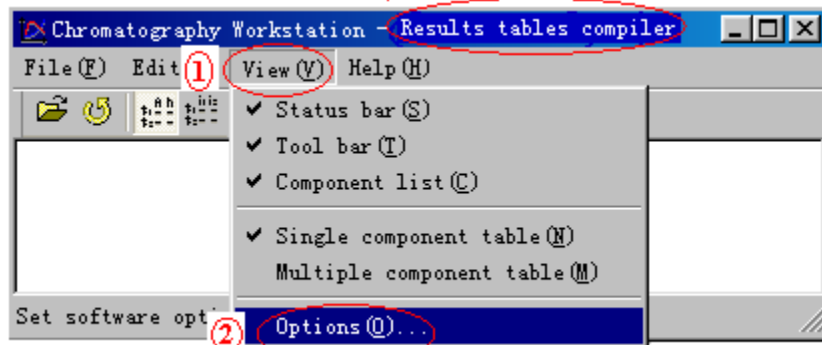 Chromatography Workstation - Results tables compiler
File(F) Edit ① View(V) Help(H)
Status bar(S)
Tool bar(T)
Component list(C)
Single component table(N)
Multiple component table(M)
Set software opti
② Options(O)...